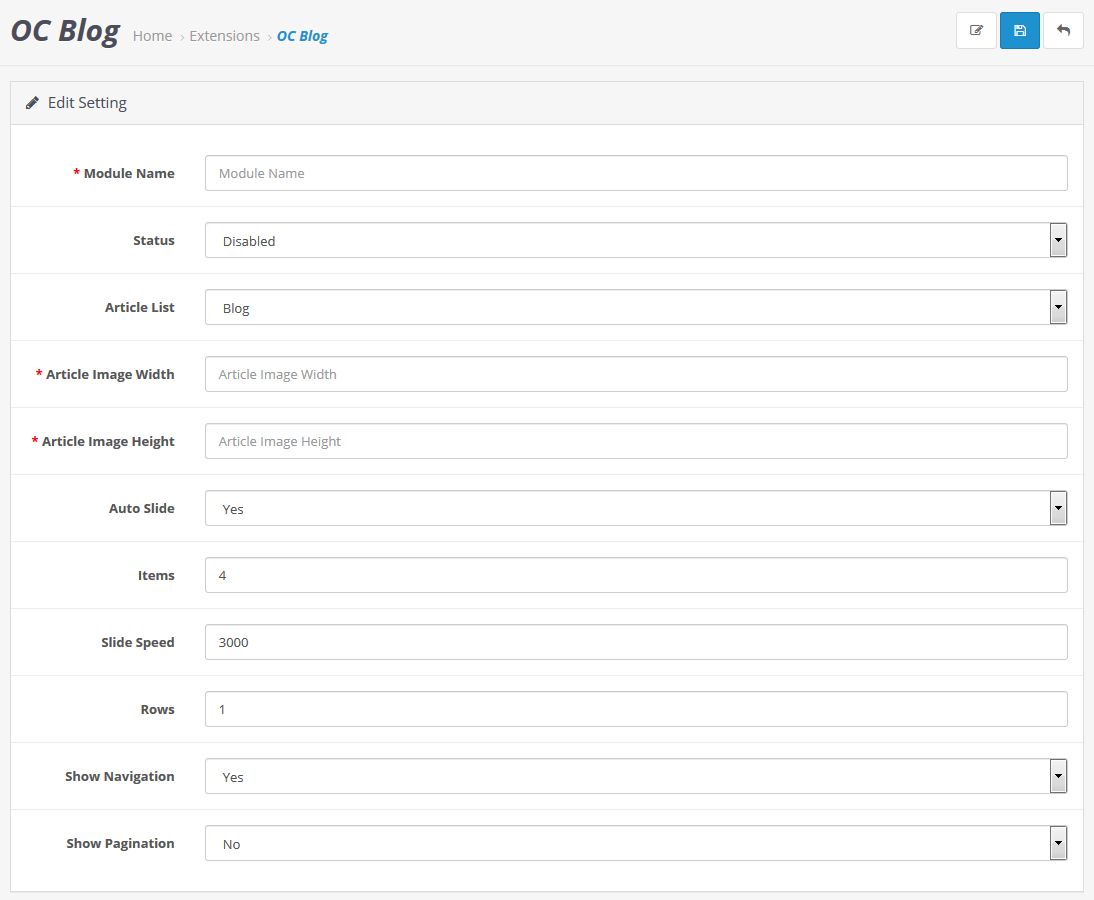 OC Blog Home › Extensions › OC Blog
Edit Setting
* Module Name Module Name
Status Disabled
Article List Blog
* Article Image Width Article Image Width
* Article Image Height Article Image Height
Auto Slide Yes
Items 4
Slide Speed 3000
Rows 1
Show Navigation Yes
Show Pagination No